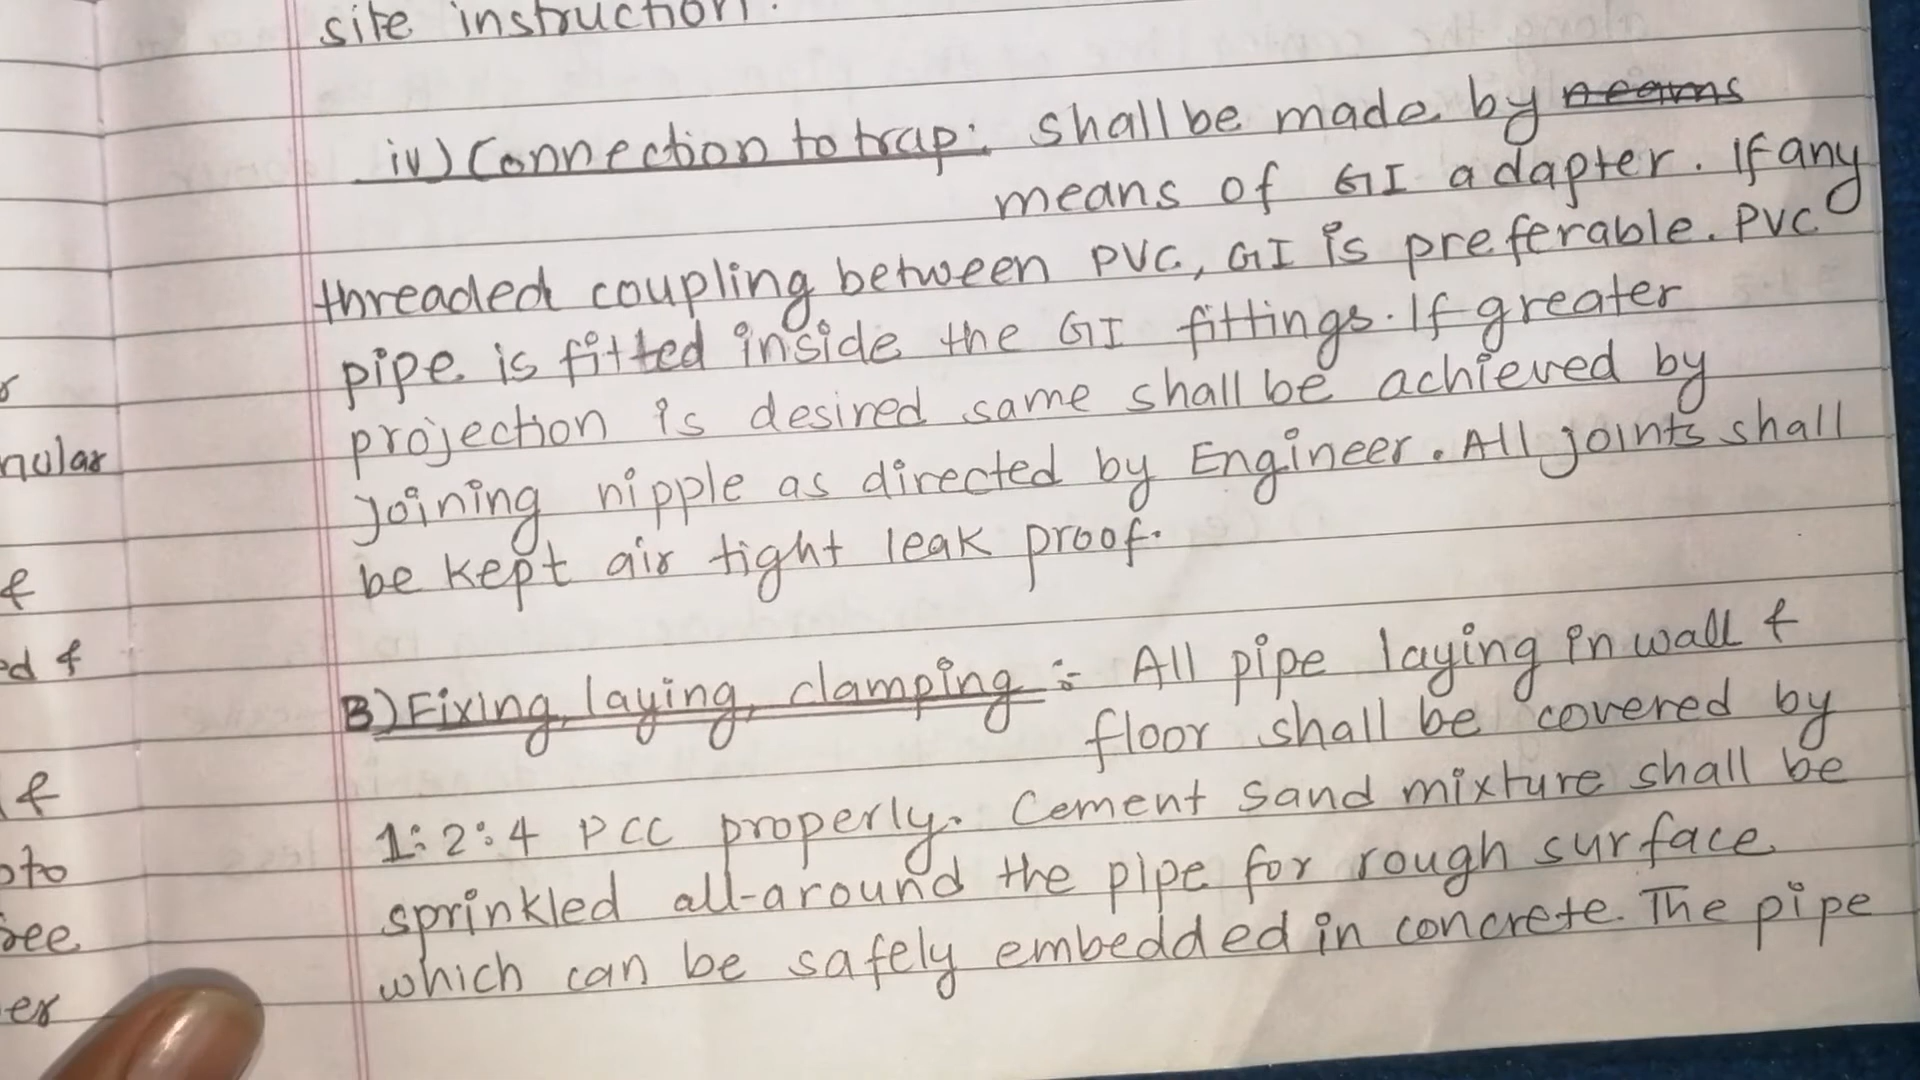 site instruction.
iv) Connection to trap: shall be made by neams
means of GI adapter. If any
threaded coupling between PVC, GI is preferable. PVC
pipe is fitted inside the GI fittings. If greater
projection is desired same shall be achieved by
joining nipple as directed by Engineer. All joints shall
be kept air tight leak proof.
B) Fixing, laying, clamping :- All pipe laying in wall &
floor shall be covered by
1:2:4 PCC properly. Cement sand mixture shall be
sprinkled all-around the pipe for rough surface
which can be safely embedded in concrete. The pipe
nular
&
ed &
&
oto
er